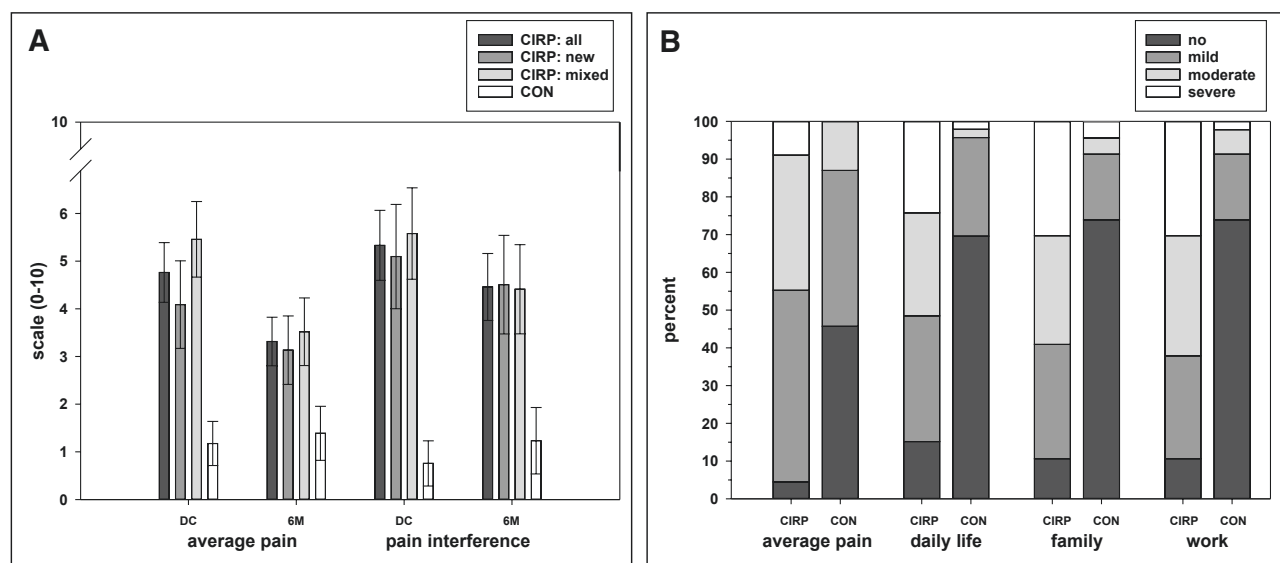 A
CIRP: all
CIRP: new
CIRP: mixed
CON
10
6
5
4
3
2
1
0
scale (0-10)
DC 6M DC 6M
average pain pain interference
B
no
mild
moderate
severe
100
90
80
70
60
50
40
30
20
10
0
percent
CIRP CON CIRP CON CIRP CON CIRP CON
average pain daily life family work